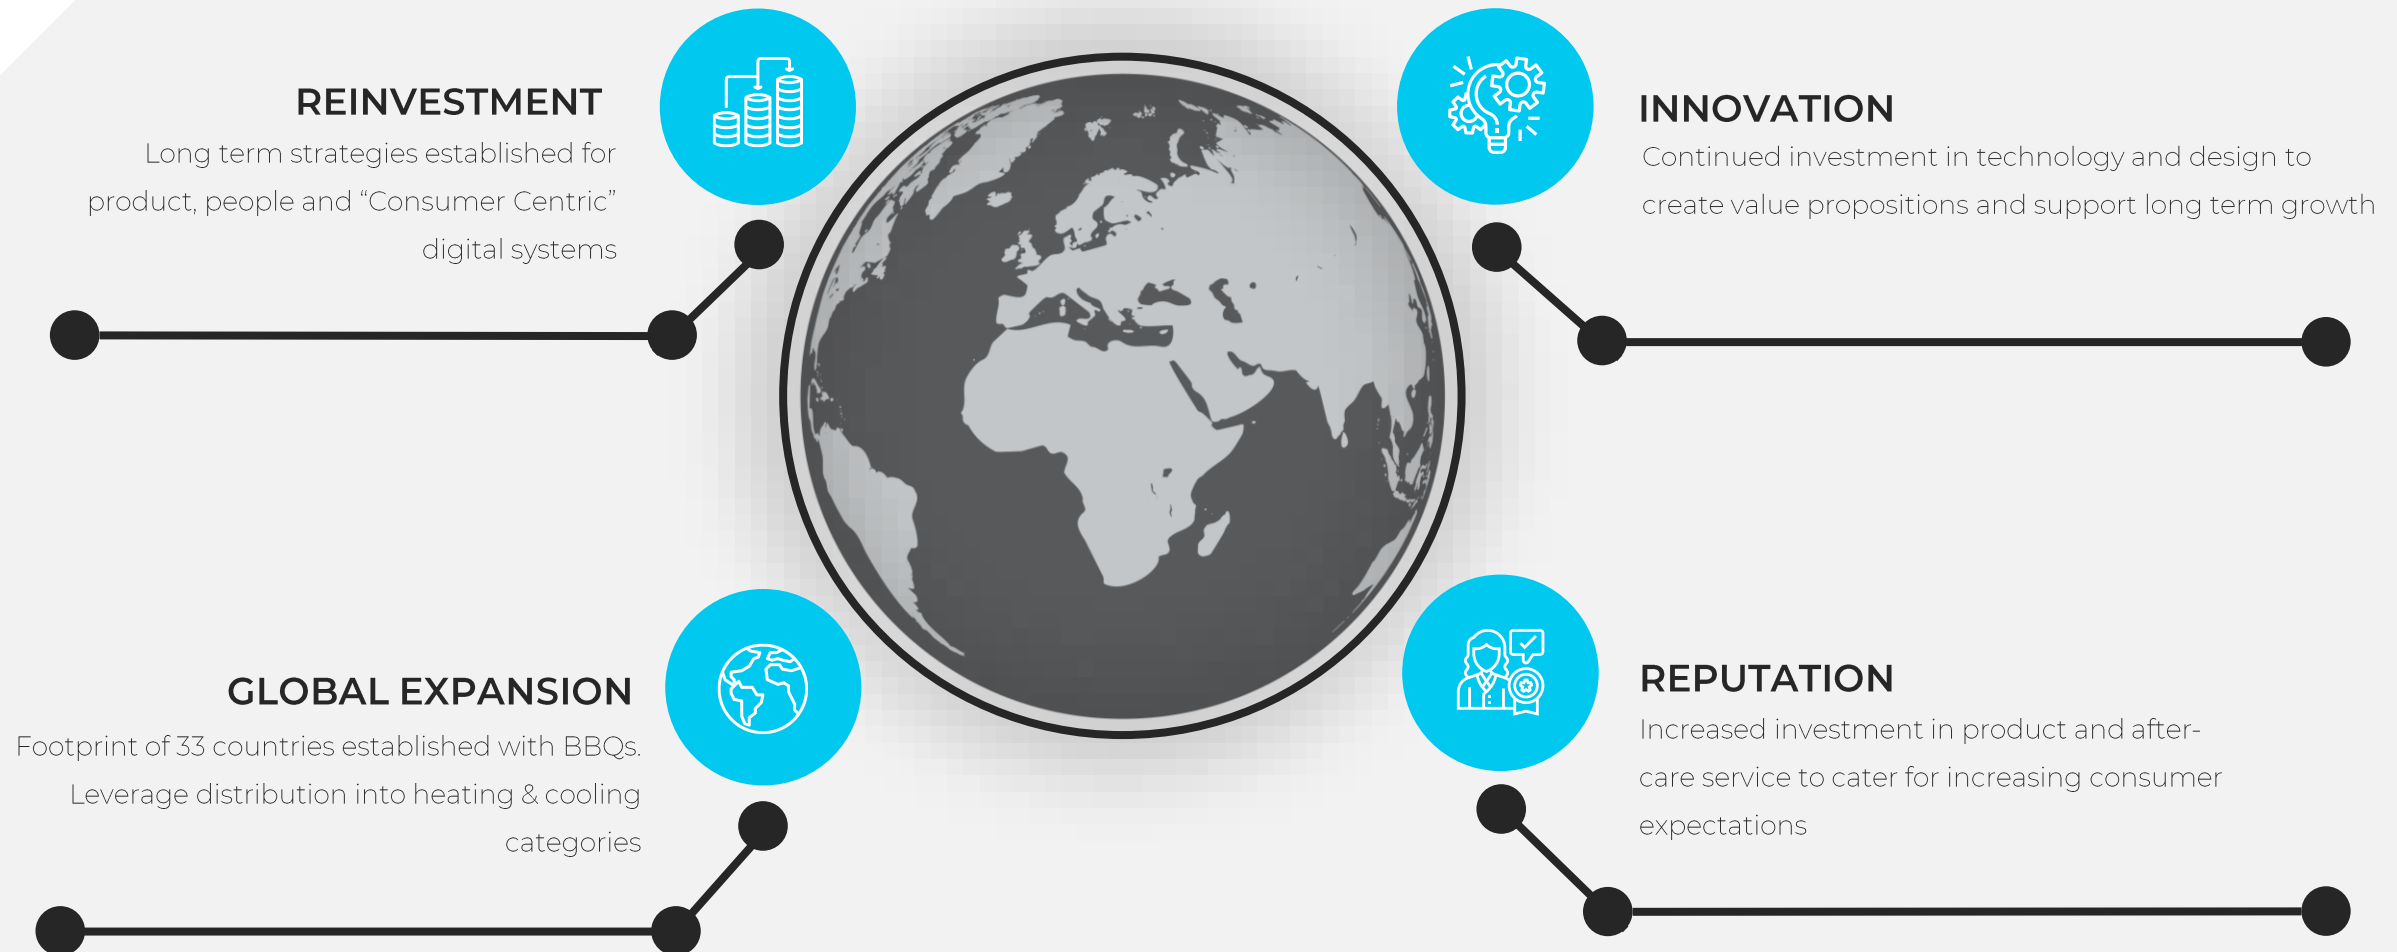 REINVESTMENT
Long term strategies established for
product, people and “Consumer Centric”
digital systems
INNOVATION
Continued investment in technology and design to
create value propositions and support long term growth
GLOBAL EXPANSION
Footprint of 33 countries established with BBQs.
Leverage distribution into heating & cooling
categories
REPUTATION
Increased investment in product and after-
care service to cater for increasing consumer
expectations